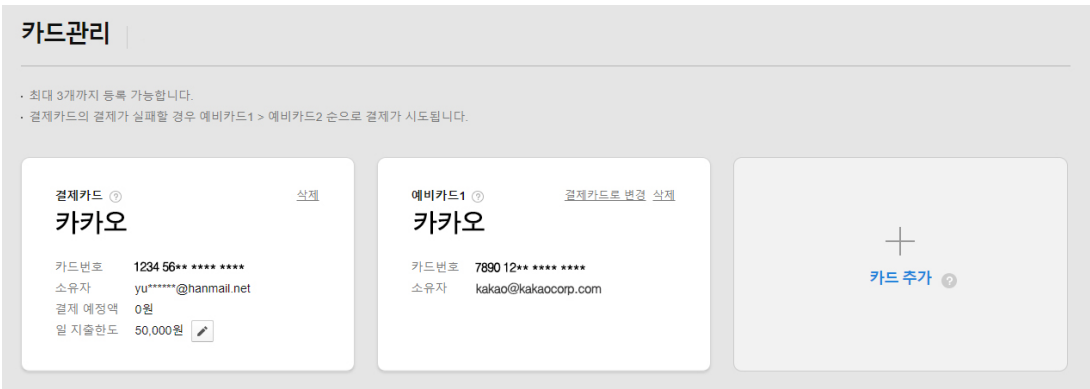 카드관리
· 최대 3개까지 등록 가능합니다.
· 결제카드의 결제가 실패할 경우 예비카드1 > 예비카드2 순으로 결제가 시도됩니다.
결제카드 ? 삭제
카카오
카드번호 1234 56** **** ****
소유자 yu******@hanmail.net
결제 예정액 0원
일 지출한도 50,000원
예비카드1 ? 결제카드로 변경 삭제
카카오
카드번호 7890 12** **** ****
소유자 kakao@kakaocorp.com
카드 추가 ?